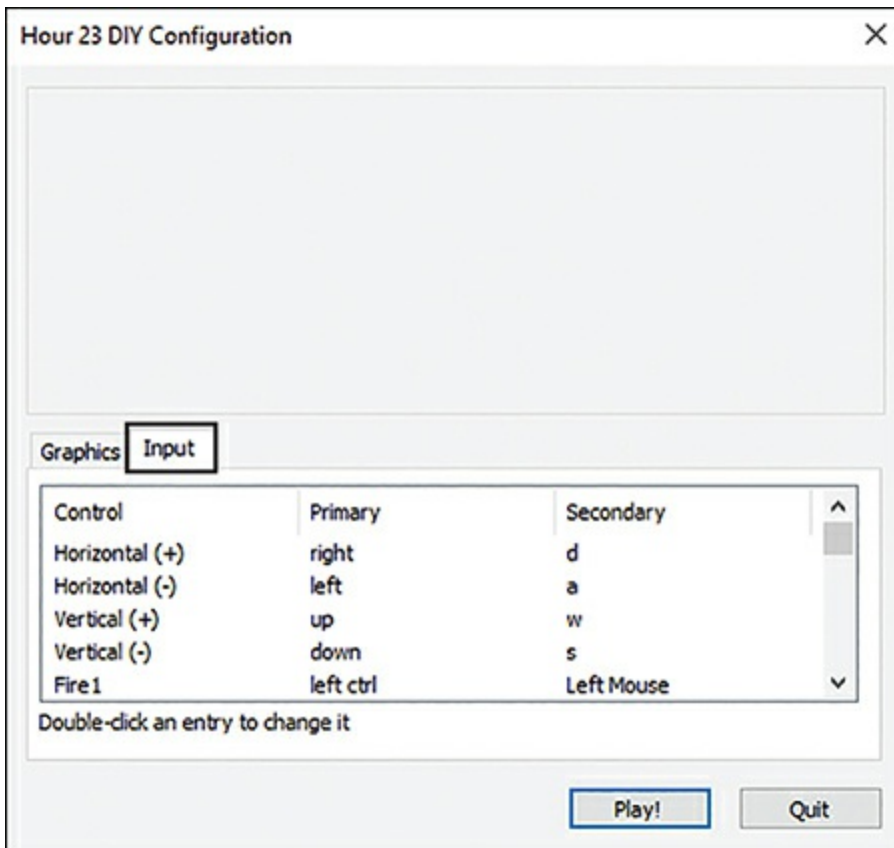 Hour 23 DIY Configuration
Graphics Input
Control Primary Secondary
Horizontal (+) right d
Horizontal (-) left a
Vertical (+) up w
Vertical (-) down s
Fire1 left ctrl Left Mouse
Double-click an entry to change it
Play! Quit